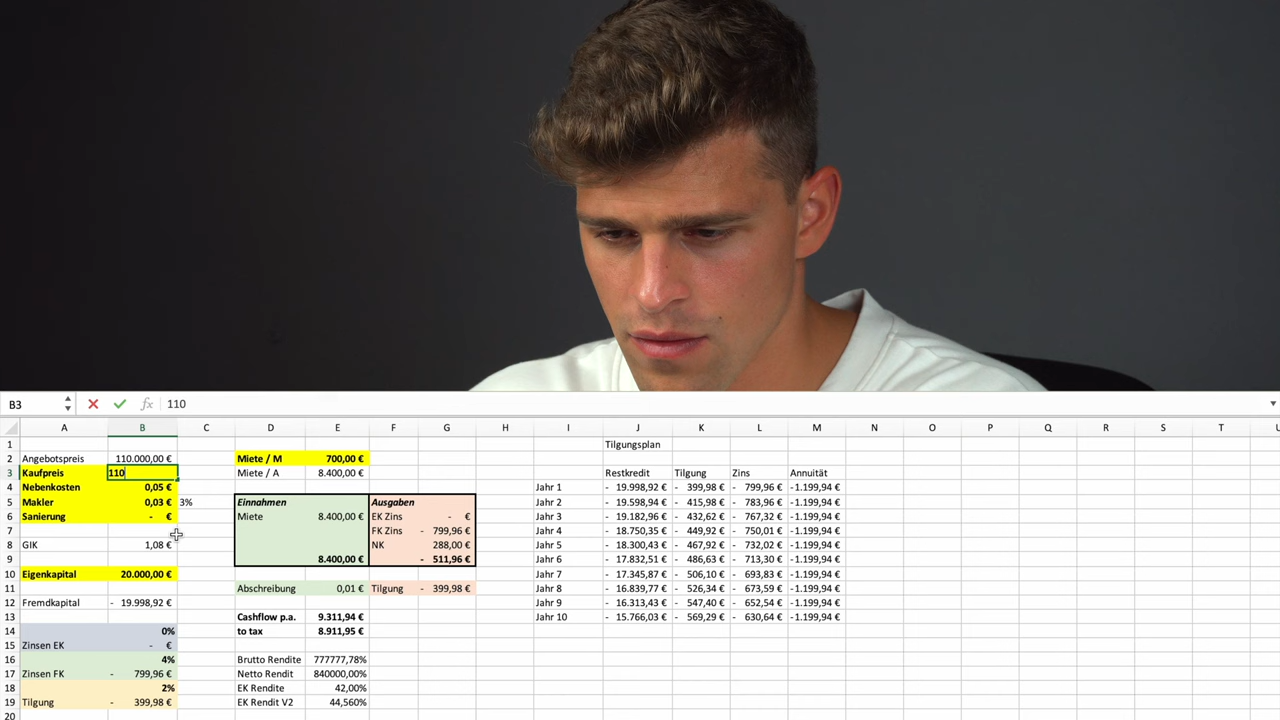 B3 fx 110
A B C D E F G H I J K L M N O P Q R S T U
1 Tilgungsplan
2 Angebotspreis 110.000,00 € Miete / M 700,00 €
3 Kaufpreis 110 Miete / A 8.400,00 € Restkredit Tilgung Zins Annuität
4 Nebenkosten 0,05 € Jahr 1 - 19.998,92 € - 399,98 € - 799,96 € -1.199,94 €
5 Makler 0,03 € 3% Einnahmen Ausgaben Jahr 2 - 19.598,94 € - 415,98 € - 783,96 € -1.199,94 €
6 Sanierung - € Miete 8.400,00 € EK Zins - € Jahr 3 - 19.182,96 € - 432,62 € - 767,32 € -1.199,94 €
7 FK Zins - 799,96 € Jahr 4 - 18.750,35 € - 449,92 € - 750,01 € -1.199,94 €
8 GIK 1,08 € NK 288,00 € Jahr 5 - 18.300,43 € - 467,92 € - 732,02 € -1.199,94 €
9 8.400,00 € - 511,96 € Jahr 6 - 17.832,51 € - 486,63 € - 713,30 € -1.199,94 €
10 Eigenkapital 20.000,00 € Jahr 7 - 17.345,87 € - 506,10 € - 693,83 € -1.199,94 €
11 Abschreibung 0,01 € Tilgung - 399,98 € Jahr 8 - 16.839,77 € - 526,34 € - 673,59 € -1.199,94 €
12 Fremdkapital - 19.998,92 € Jahr 9 - 16.313,43 € - 547,40 € - 652,54 € -1.199,94 €
13 Cashflow p.a. 9.311,94 € Jahr 10 - 15.766,03 € - 569,29 € - 630,64 € -1.199,94 €
14 0% to tax 8.911,95 €
15 Zinsen EK - €
16 4% Brutto Rendite 777777,78%
17 Zinsen FK - 799,96 € Netto Rendit 840000,00%
18 2% EK Rendite 42,00%
19 Tilgung - 399,98 € EK Rendit V2 44,560%
20